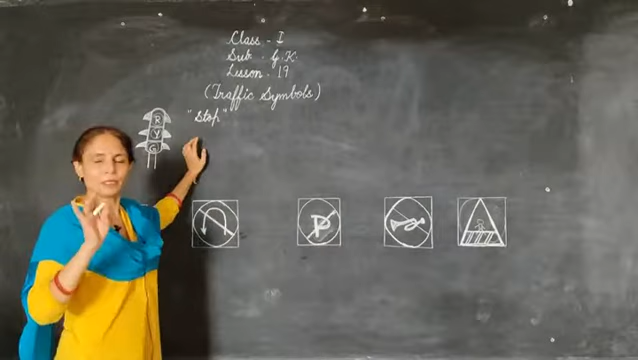 Class - I
Sub. G.K.
Lesson. 19
(Traffic Symbols)
"Stop"
R
Y
G
P